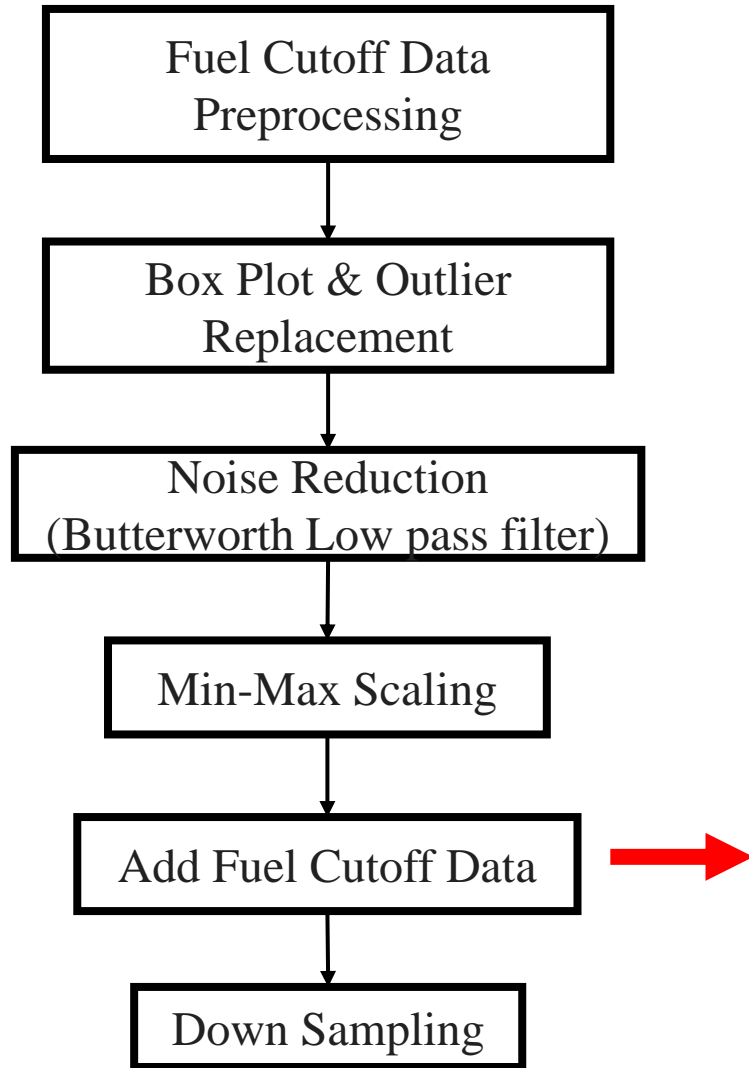 Fuel Cutoff Data
Preprocessing
Box Plot & Outlier
Replacement
Noise Reduction
(Butterworth Low pass filter)
Min-Max Scaling
Add Fuel Cutoff Data
Down Sampling